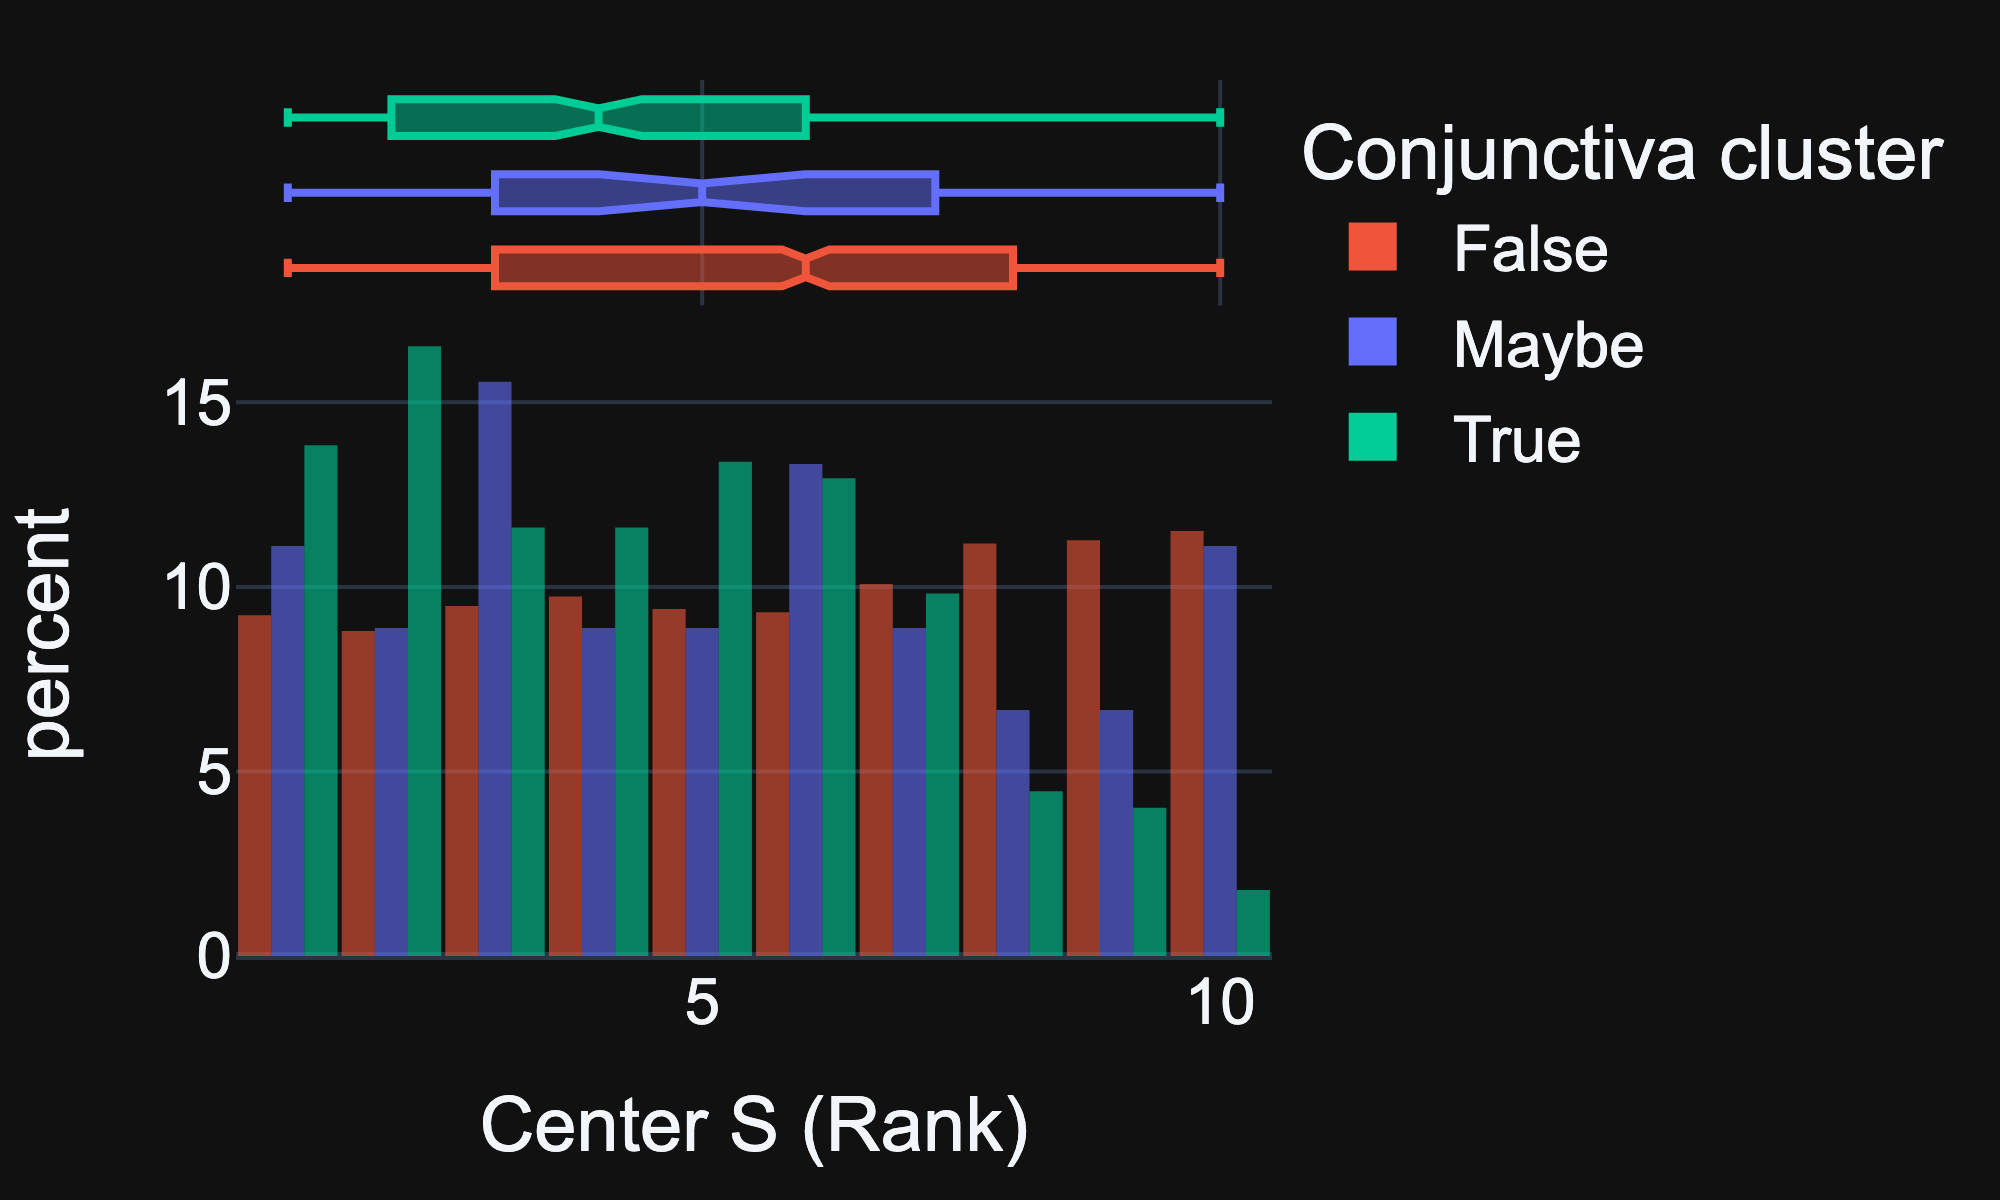 Conjunctiva cluster
False
Maybe
True
percent
15
10
5
0
5
10
Center S (Rank)